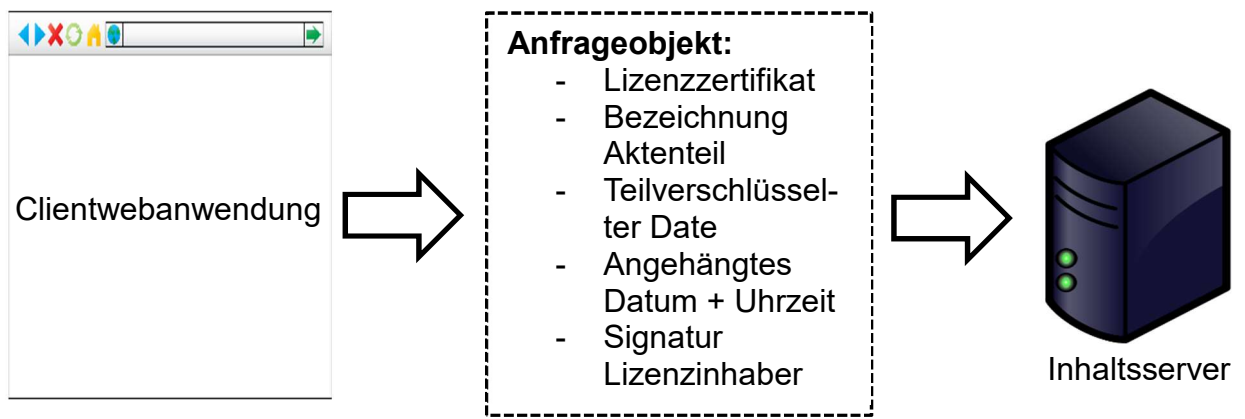 Clientwebanwendung
Anfrageobjekt:
- Lizenzzertifikat
- Bezeichnung
Aktenteil
- Teilverschlüssel-
ter Date
- Angehängtes
Datum + Uhrzeit
- Signatur
Lizenzinhaber
Inhaltsserver